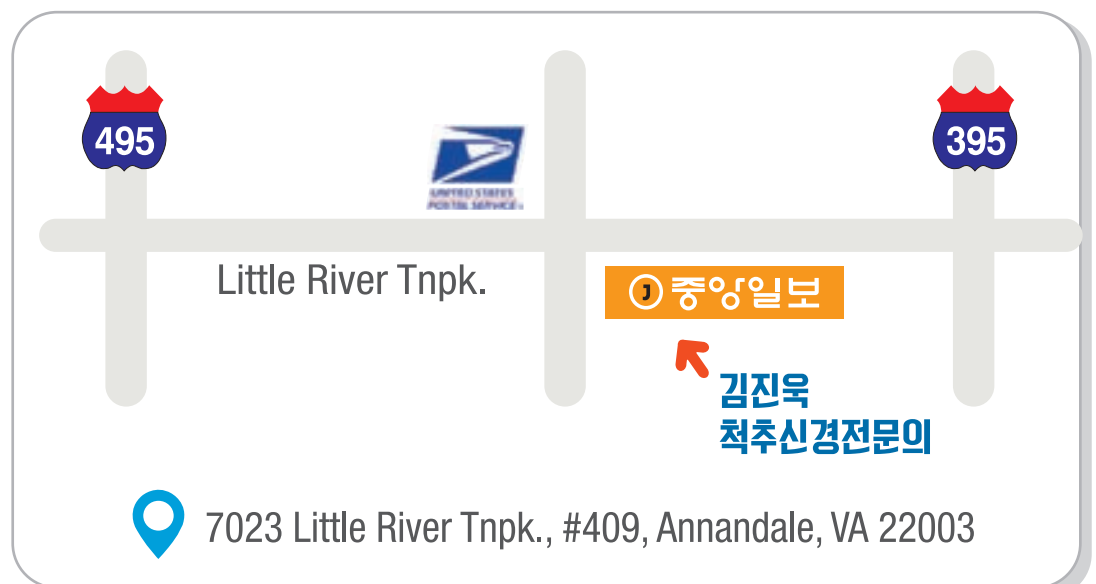 495
395
UNITED STATES
POSTAL SERVICE®
Little River Tnpk.
J 중앙일보
김진욱
척추신경전문의
7023 Little River Tnpk., #409, Annandale, VA 22003